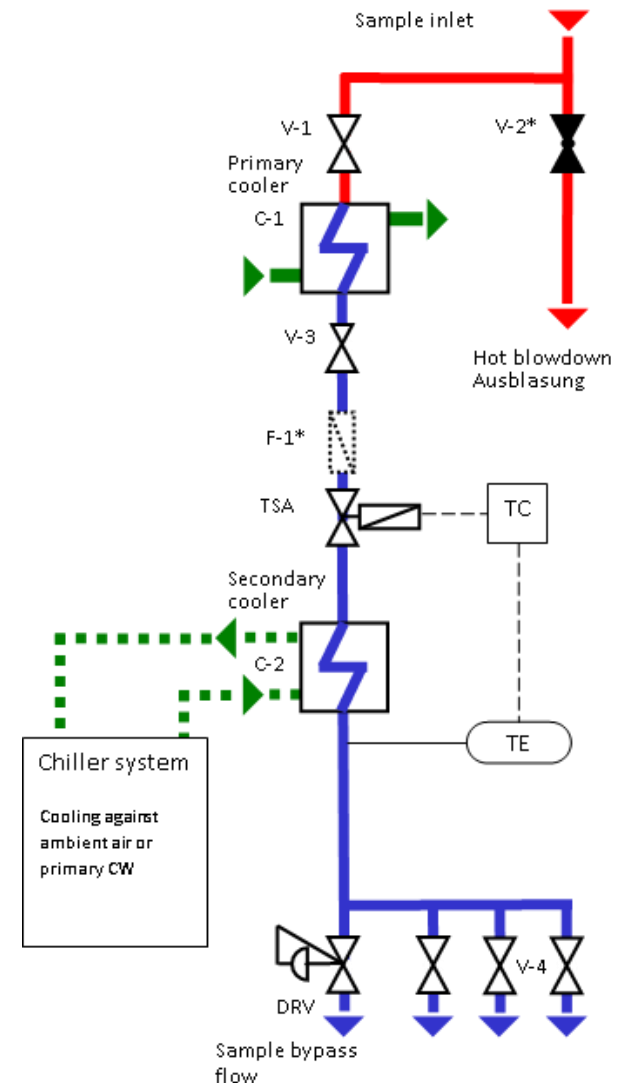 Sample inlet
V-1
V-2*
Primary
cooler
C-1
V-3
Hot blowdown
Ausblasung
F-1*
TSA
TC
Secondary
cooler
C-2
TE
Chiller system
Cooling against
ambient air or
primary CW
V-4
DRV
Sample bypass
flow